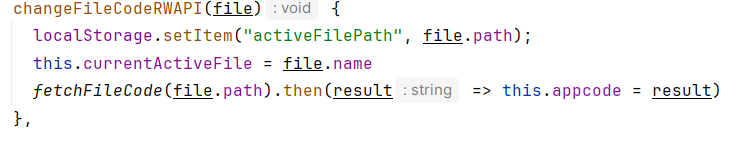 changeFileCodeRWAPI(file) : void {
localStorage.setItem("activeFilePath", file.path);
this.currentActiveFile = file.name
fetchFileCode(file.path).then(result : string => this.appcode = result)
},